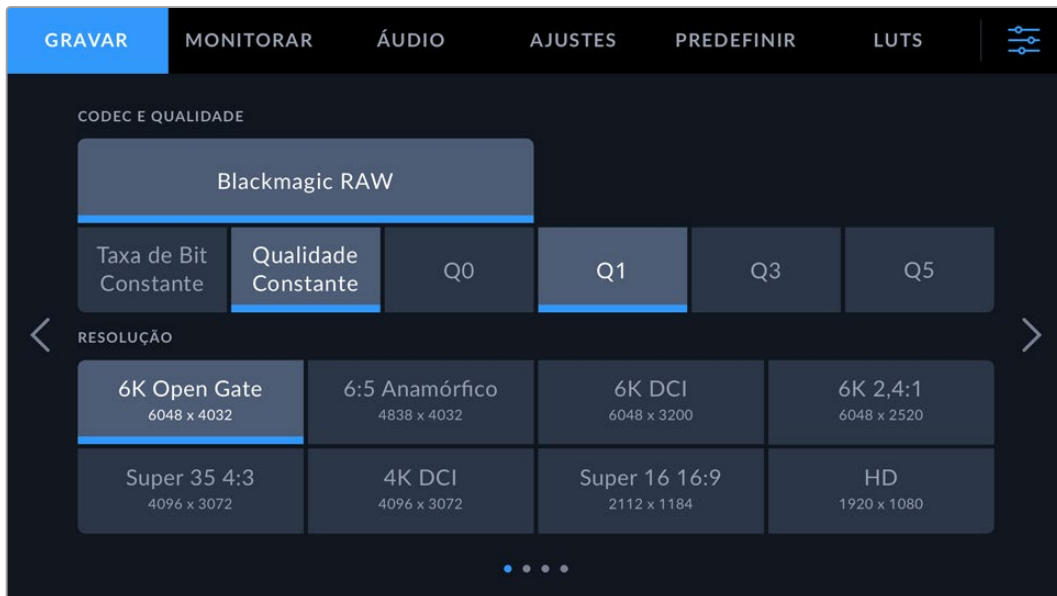 GRAVAR MONITORAR ÁUDIO AJUSTES PREDEFINIR LUTS
CODEC E QUALIDADE
Blackmagic RAW
Taxa de Bit
Constante
Qualidade
Constante
Q0
Q1
Q3
Q5
RESOLUÇÃO
6K Open Gate
6048 x 4032
6:5 Anamórfico
4838 x 4032
6K DCI
6048 x 3200
6K 2,4:1
6048 x 2520
Super 35 4:3
4096 x 3072
4K DCI
4096 x 3072
Super 16 16:9
2112 x 1184
HD
1920 x 1080